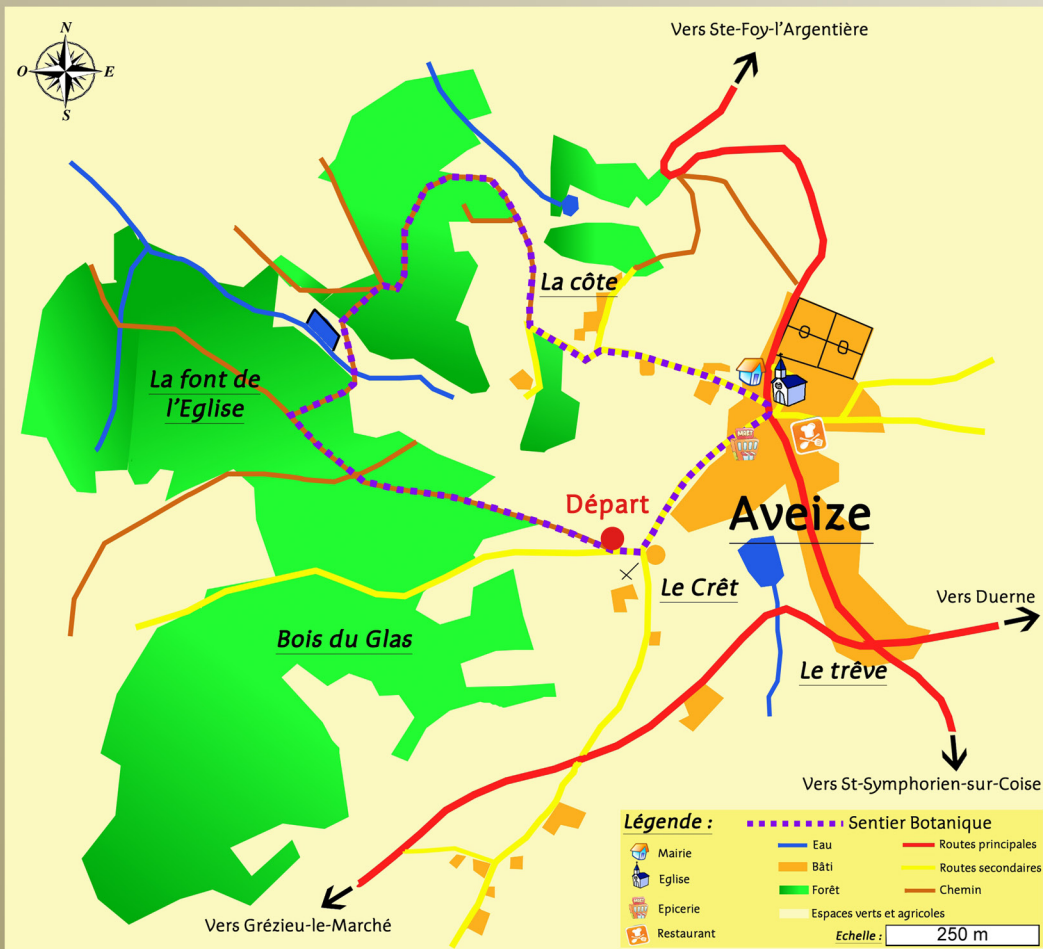 Vers Ste-Foy-l'Argentière
N
O
E
S
La côte
La font de
l'Eglise
Départ
Aveize
Le Crêt
Vers Duerne
Bois du Glas
Le trêve
Vers St-Symphorien-sur-Coise
Vers Grézieu-le-Marché
Légende :
Sentier Botanique
Mairie
Eglise
Epicerie
Restaurant
Eau
Bâti
Forêt
Espaces verts et agricoles
Routes principales
Routes secondaires
Chemin
Echelle :
250 m